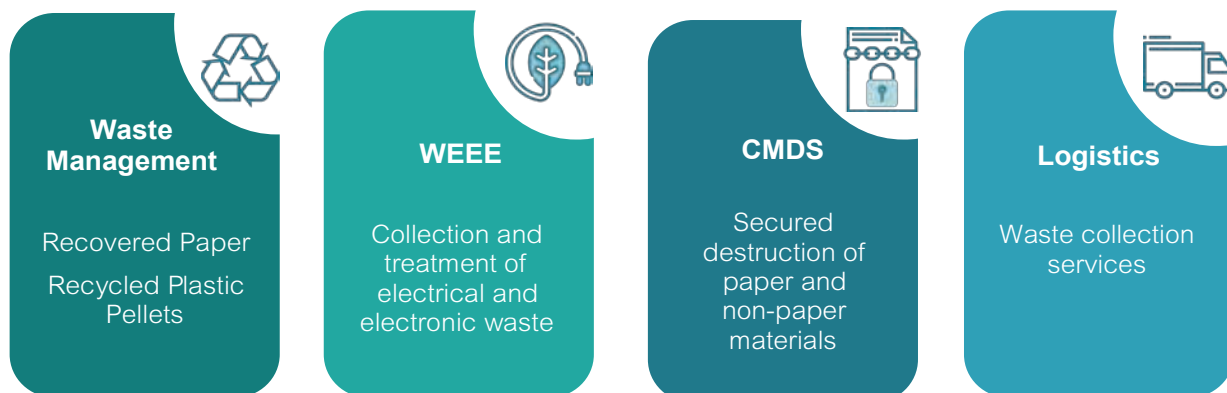 Waste
Management
Recovered Paper
Recycled Plastic
Pellets
WEEE
Collection and
treatment of
electrical and
electronic waste
CMDS
Secured
destruction of
paper and
non-paper
materials
Logistics
Waste collection
services